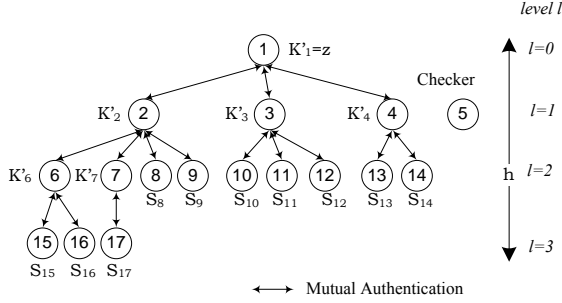 level l
1 K'1=z l=0
Checker
K'2 2 K'3 3 K'4 4 5 l=1
K'6 6 K'7 7 8 9 10 11 12 13 14 h l=2
S8 S9 S10 S11 S12 S13 S14
15 16 17 l=3
S15 S16 S17
Mutual Authentication